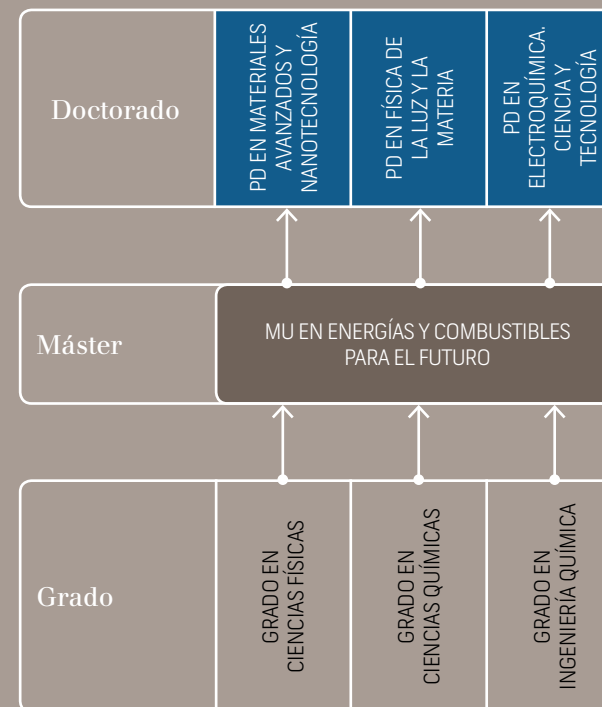 Doctorado
PD EN MATERIALES
AVANZADOS Y
NANOTECNOLOGÍA
PD EN FÍSICA DE
LA LUZ Y LA
MATERIA
PD EN
ELECTROQUÍMICA.
CIENCIA Y
TECNOLOGÍA
Máster
MU EN ENERGÍAS Y COMBUSTIBLES
PARA EL FUTURO
Grado
GRADO EN
CIENCIAS FÍSICAS
GRADO EN
CIENCIAS QUÍMICAS
GRADO EN
INGENIERÍA QUÍMICA